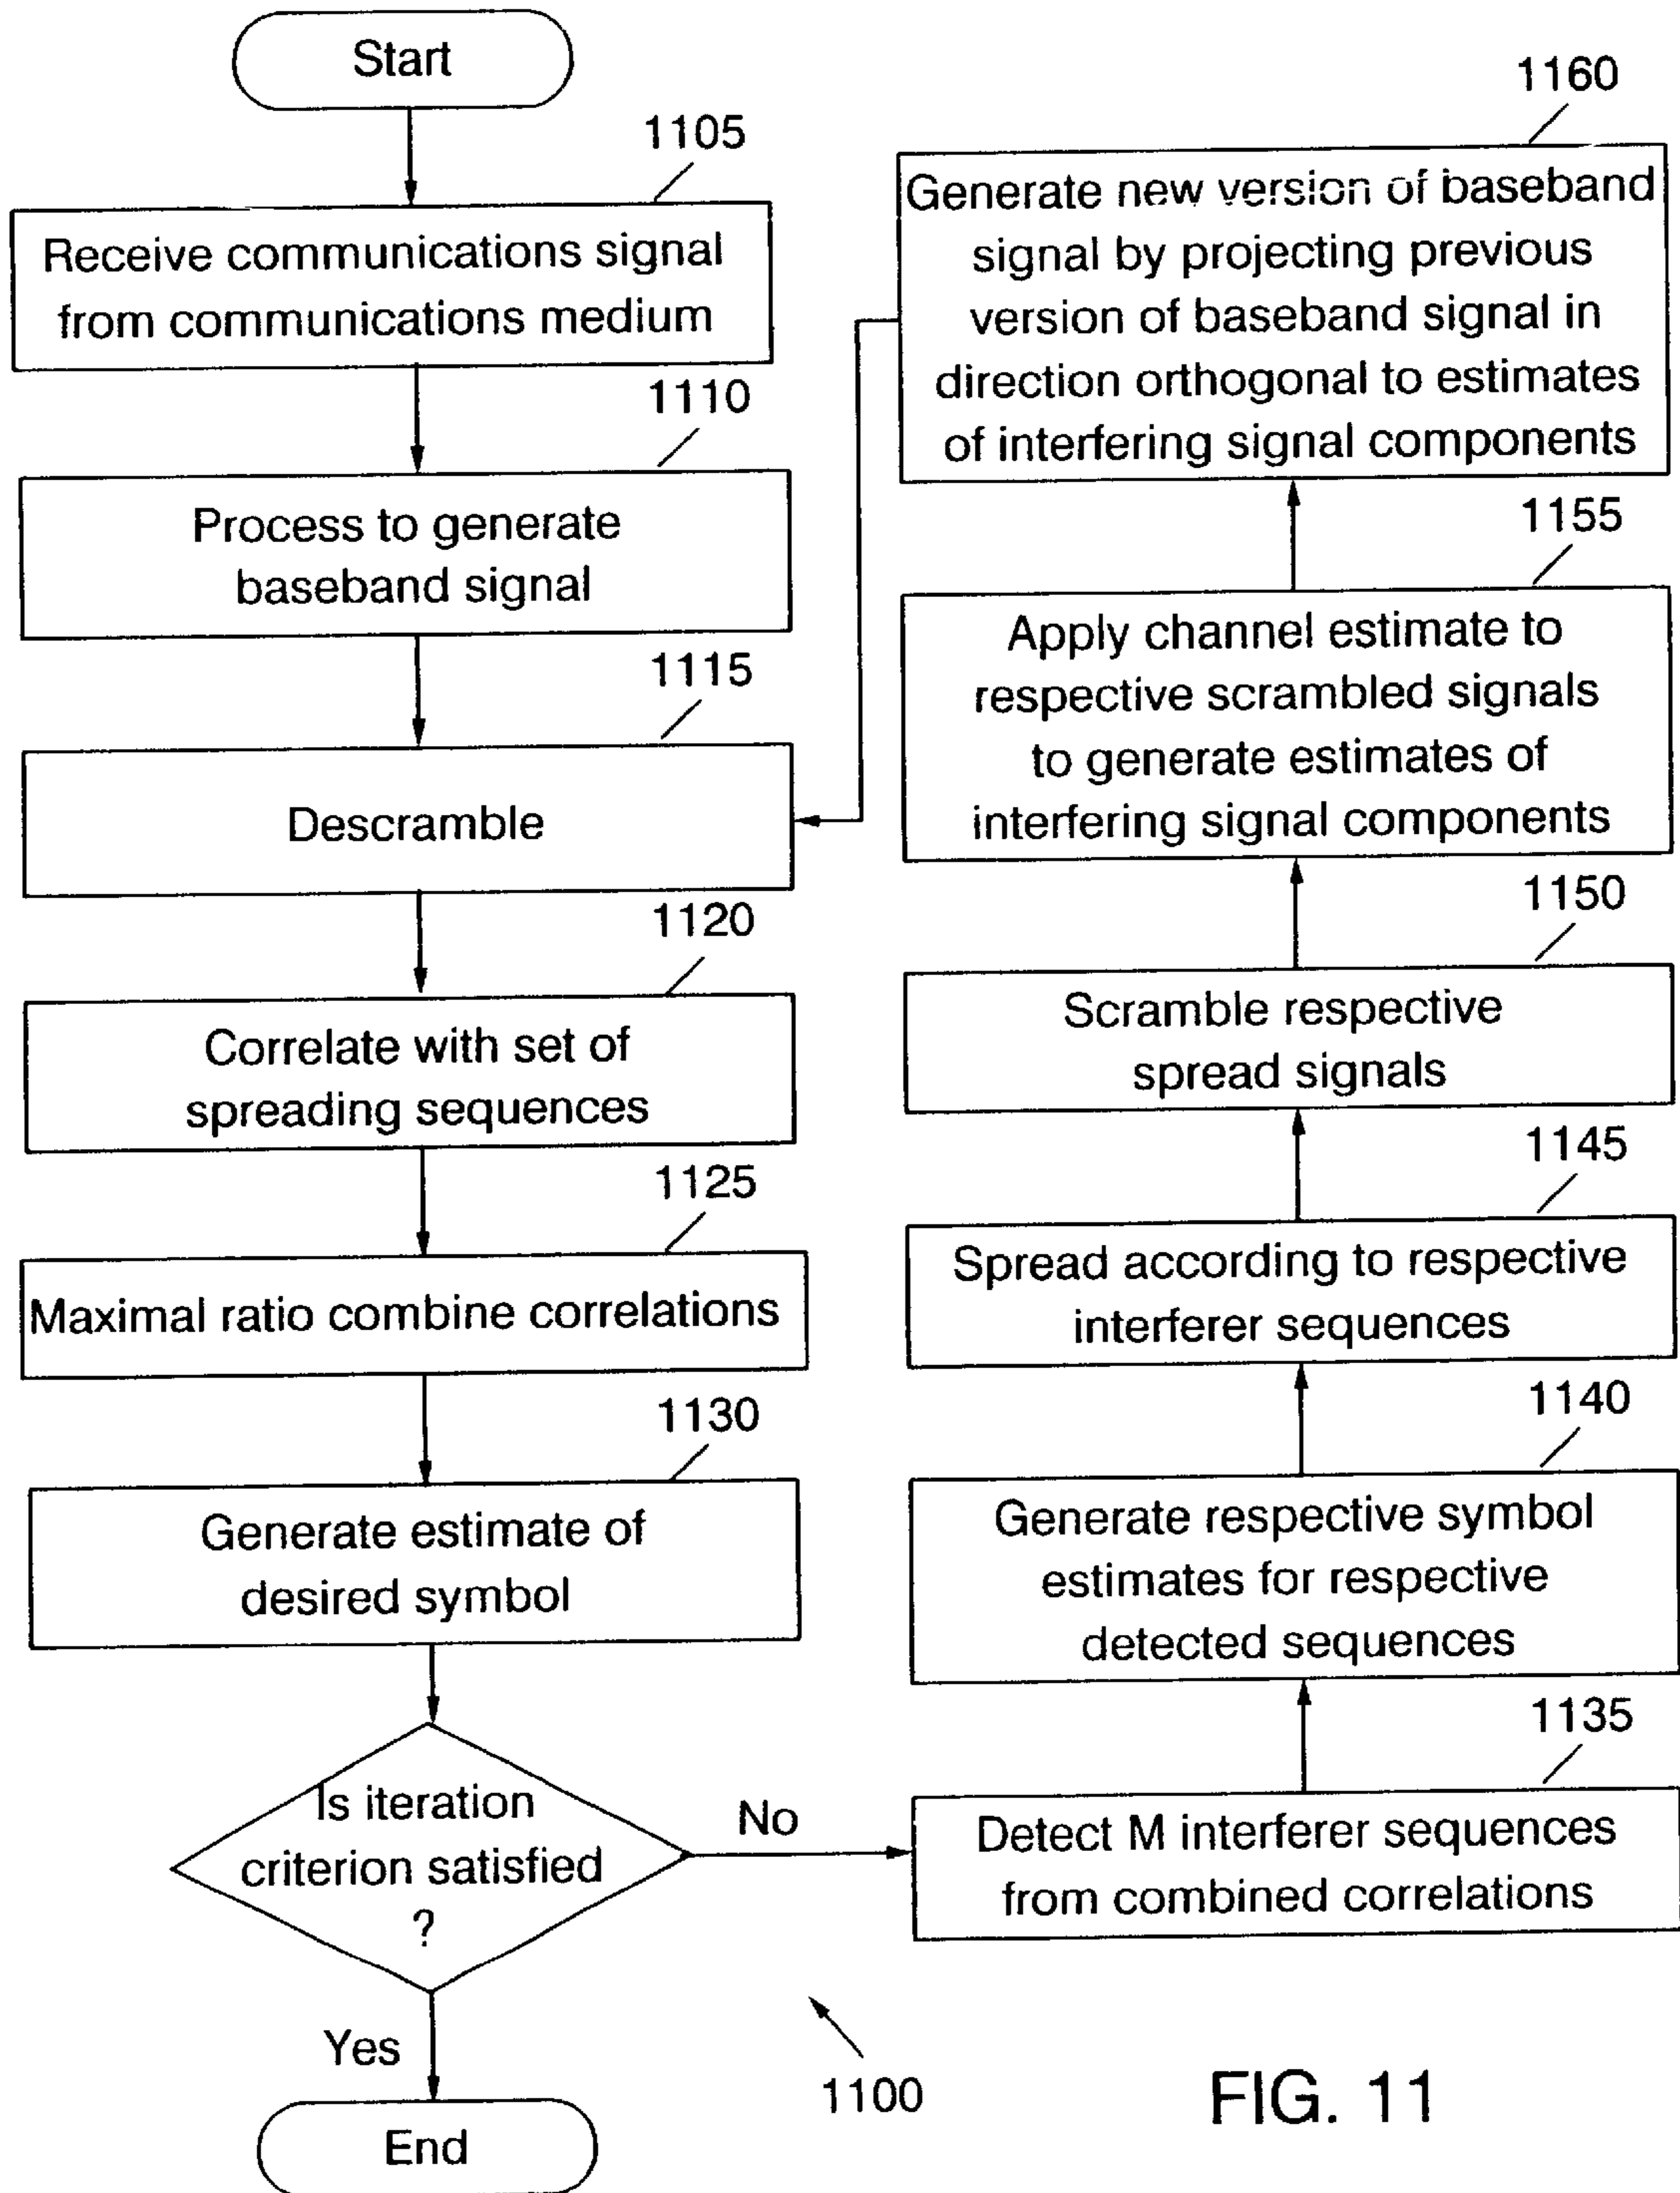 Start
1105
Receive communications signal
from communications medium
1110
Process to generate
baseband signal
1115
Descramble
1120
Correlate with set of
spreading sequences
1125
Maximal ratio combine correlations
1130
Generate estimate of
desired symbol
Is iteration
criterion satisfied
?
No
Yes
End
1135
Detect M interferer sequences
from combined correlations
1140
Generate respective symbol
estimates for respective
detected sequences
1145
Spread according to respective
interferer sequences
1150
Scramble respective
spread signals
1155
Apply channel estimate to
respective scrambled signals
to generate estimates of
interfering signal components
1160
Generate new version of baseband
signal by projecting previous
version of baseband signal in
direction orthogonal to estimates
of interfering signal components
1100
FIG. 11